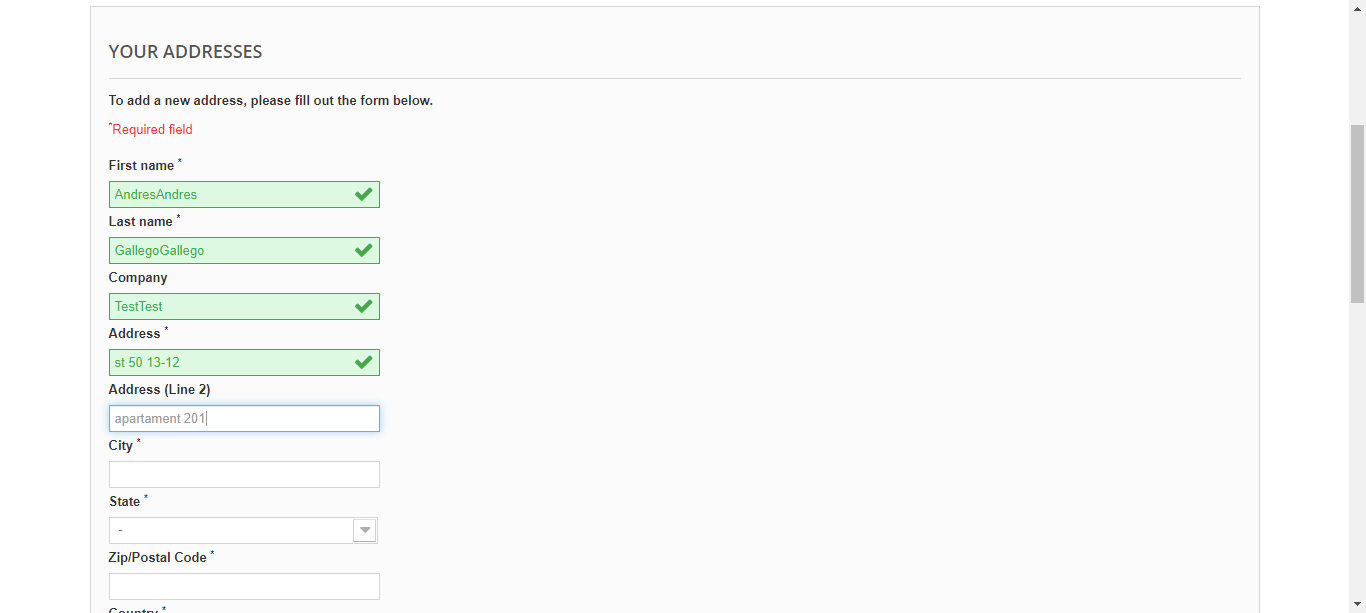 YOUR ADDRESSES
To add a new address, please fill out the form below.
*Required field
First name *
AndresAndres
Last name *
GallegoGallego
Company
TestTest
Address *
st 50 13-12
Address (Line 2)
apartament 201
City *
State *
-
Zip/Postal Code *
Country *